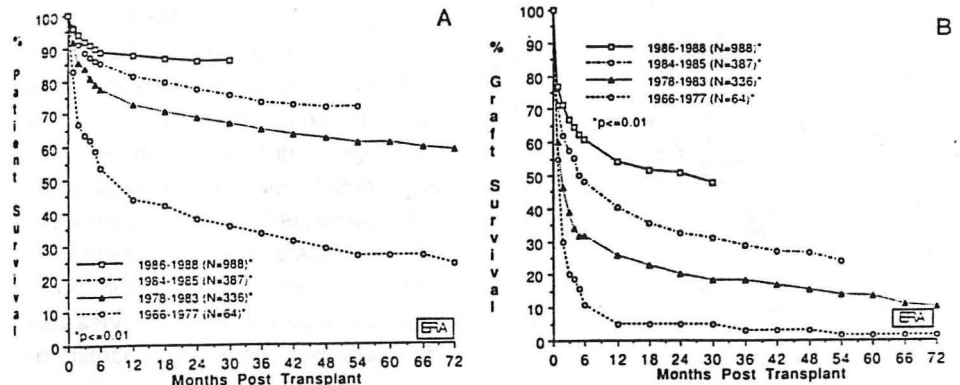 A
% Patient Survival
100
90
80
70
60
50
40
30
20
10
0
1986-1988 (N=988)*
1984-1985 (N=387)*
1978-1983 (N=336)*
1966-1977 (N=64)*
*p<=0.01
ERA
0 6 12 18 24 30 36 42 48 54 60 66 72
Months Post Transplant
B
% Graft Survival
100
90
80
70
60
50
40
30
20
10
0
1986-1988 (N=988)*
1984-1985 (N=387)*
1978-1983 (N=336)*
1966-1977 (N=64)*
*p<=0.01
ERA
0 6 12 18 24 30 36 42 48 54 60 66 72
Months Post Transplant